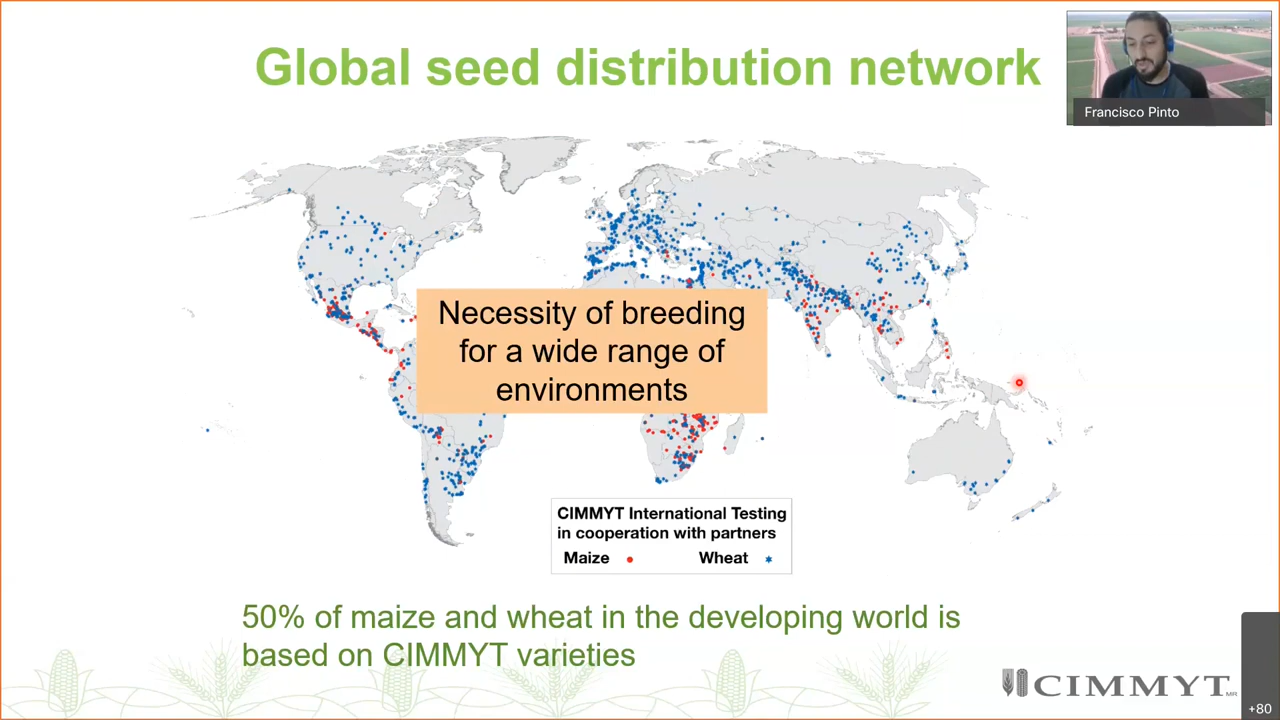 Global seed distribution network
Francisco Pinto
Necessity of breeding
for a wide range of
environments
CIMMYT International Testing
in cooperation with partners
Maize
Wheat
50% of maize and wheat in the developing world is
based on CIMMYT varieties
CIMMYT MR
+80